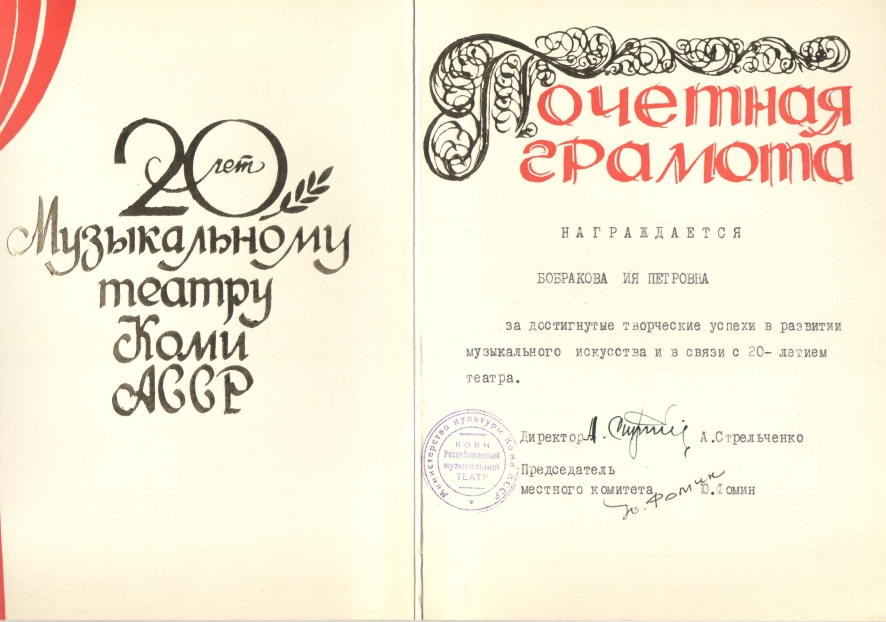 20 лет
Музыкальному
театру
Коми
АССР
Почетная
грамота
НАГРАЖДАЕТСЯ
БОБРАКОВА ИЯ ПЕТРОВНА
за достигнутые творческие успехи в развитии
музыкального искусства и в связи с 20- летием
театра.
Директор А.Стрельченко
Председатель
местного комитета Ю.Фомин
Ю. Фомин
Министерство культуры Коми АССР
КОМИ
Республиканский
музыкальный
ТЕАТР